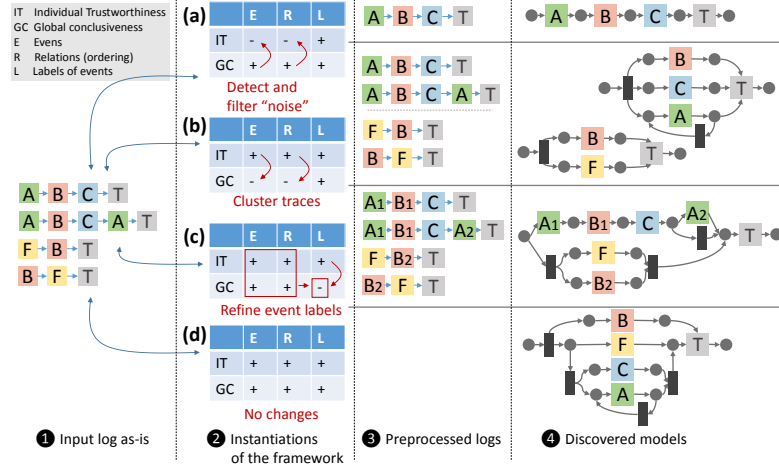 IT Individual Trustworthiness
GC Global conclusiveness
E Evens
R Relations (ordering)
L Labels of events
A B C T
A B C A T
F B T
B F T
1 Input log as-is
(a)
E R L
IT - - +
GC + + +
Detect and
filter “noise”
(b)
E R L
IT + + +
GC - - +
Cluster traces
(c)
E R L
IT + + +
GC + + -
Refine event labels
(d)
E R L
IT + + +
GC + + +
No changes
2 Instantiations
of the framework
A B C T
A B C T
A B C A T
F B T
B F T
A1 B1 C T
A1 B1 C A2 T
F B2 T
B2 F T
3 Preprocessed logs
A B C T
B
C T
A
B
T
F
A1 B1 C A2
T
F
B2
B
F T
C
A
4 Discovered models